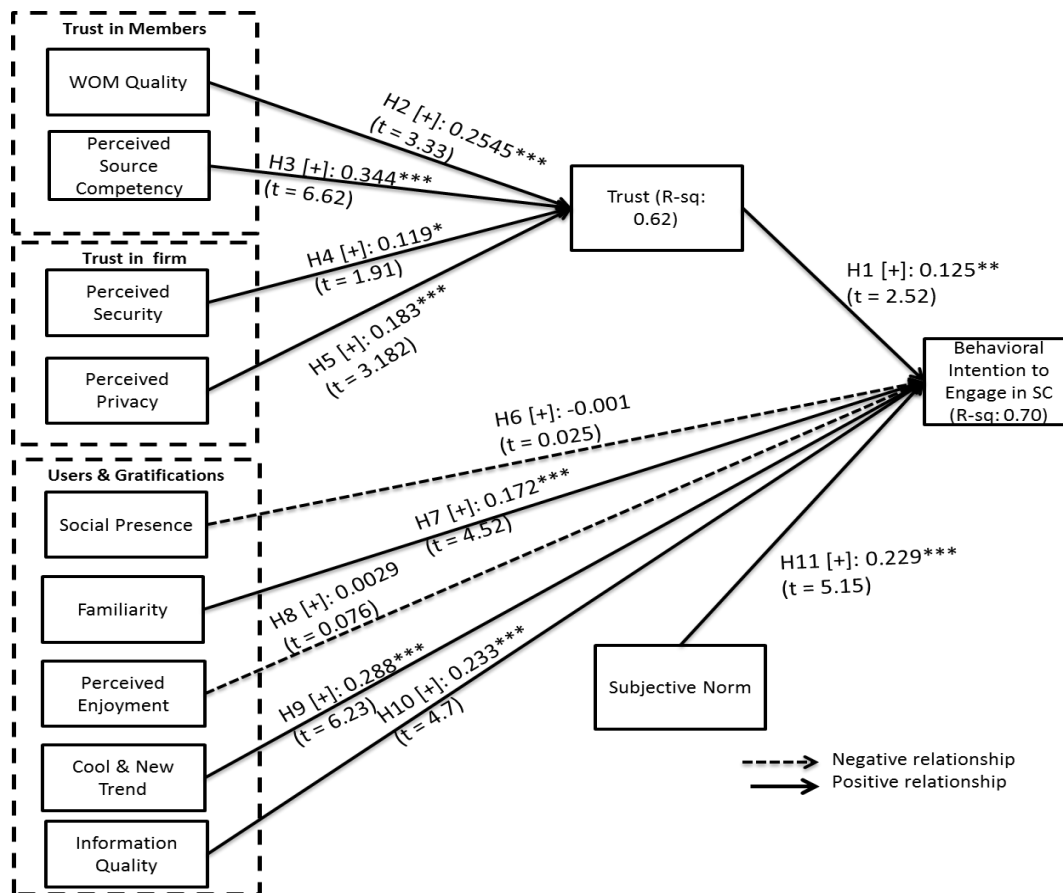 Trust in Members
WOM Quality
Perceived
Source
Competency
H2 [+]: 0.2545***
(t = 3.33)
H3 [+]: 0.344***
(t = 6.62)
Trust (R-sq:
0.62)
Trust in firm
Perceived
Security
Perceived
Privacy
H4 [+]: 0.119*
(t = 1.91)
H5 [+]: 0.183***
(t = 3.182)
H1 [+]: 0.125**
(t = 2.52)
Behavioral
Intention to
Engage in SC
(R-sq: 0.70)
Users & Gratifications
Social Presence
Familiarity
Perceived
Enjoyment
Cool & New
Trend
Information
Quality
H6 [+]: -0.001
(t = 0.025)
H7 [+]: 0.172***
(t = 4.52)
H8 [+]: 0.0029
(t = 0.076)
H9 [+]: 0.288***
(t = 6.23)
H10 [+]: 0.233***
(t = 4.7)
H11 [+]: 0.229***
(t = 5.15)
Subjective Norm
Negative relationship
Positive relationship